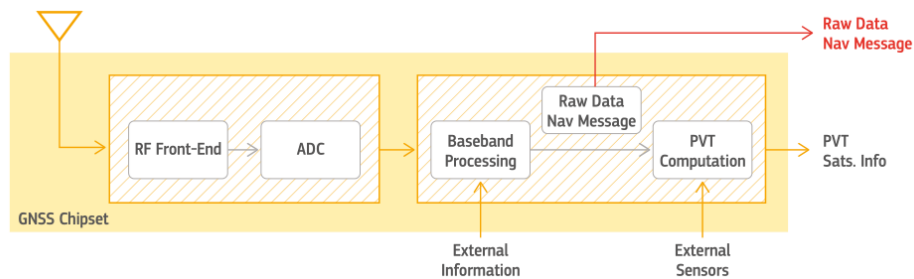 Raw Data
Nav Message
Raw Data
Nav Message
RF Front-End
ADC
Baseband
Processing
PVT
Computation
PVT
Sats. Info
GNSS Chipset
External
Information
External
Sensors